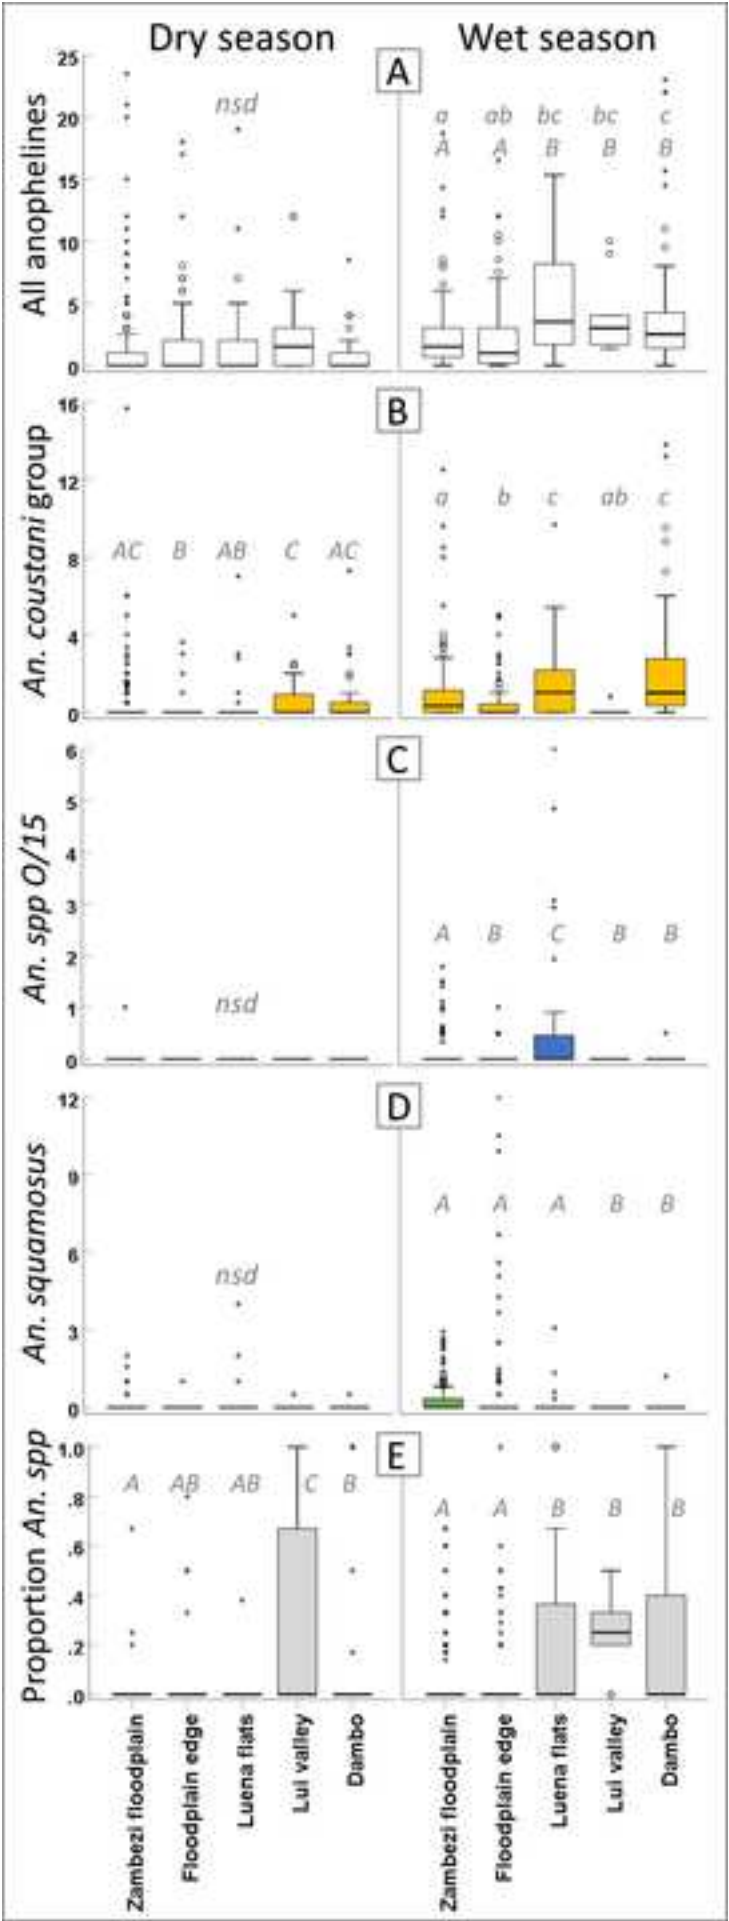 Dry season Wet season
A
All anophelines
25
20
15
10
5
0
nsd
a ab bc bc c
A A B B B
B
An. coustani group
16
12
8
4
0
AC B AB C AC
a b c ab c
C
An. spp O/15
6
5
4
3
2
1
0
nsd
A B C B B
D
An. squamosus
12
9
6
3
0
nsd
A A A B B
E
Proportion An. spp
1.0
.8
.6
.4
.2
.0
A AB AB C B
A A B B B
Zambezi floodplain
Floodplain edge
Luena flats
Lui valley
Dambo
Zambezi floodplain
Floodplain edge
Luena flats
Lui valley
Dambo